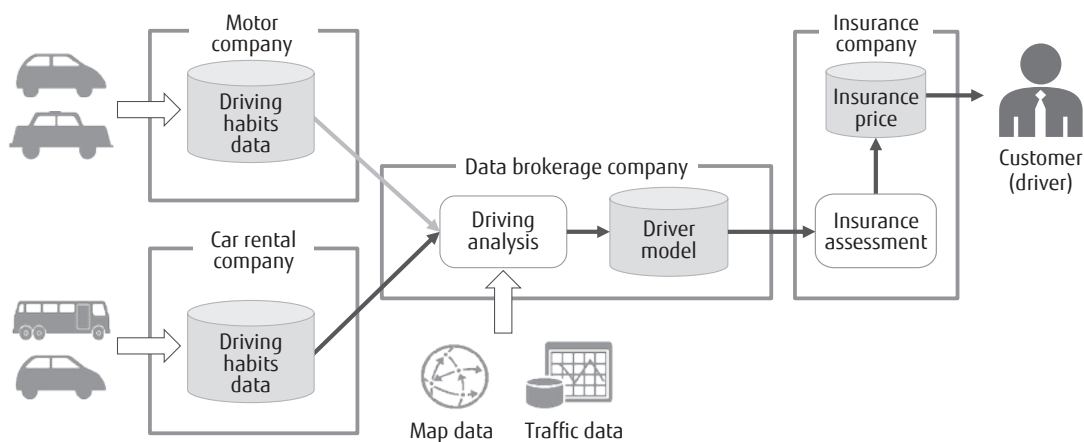 Motor
company
Driving
habits
data
Car rental
company
Driving
habits
data
Data brokerage company
Driving
analysis
Driver
model
Map data
Traffic data
Insurance
company
Insurance
price
Insurance
assessment
Customer
(driver)